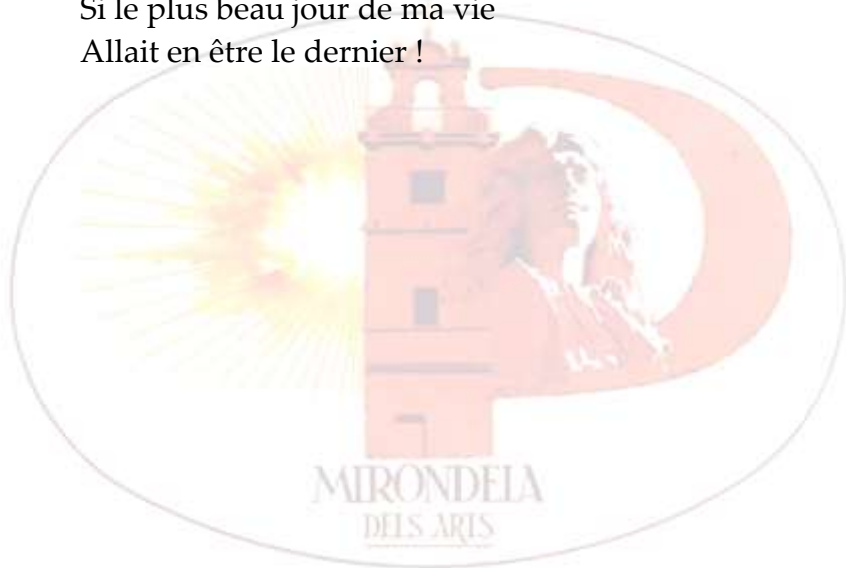 Si le plus beau jour de ma vie
Allait en être le dernier !
MIRONDELA
DELS ARTS